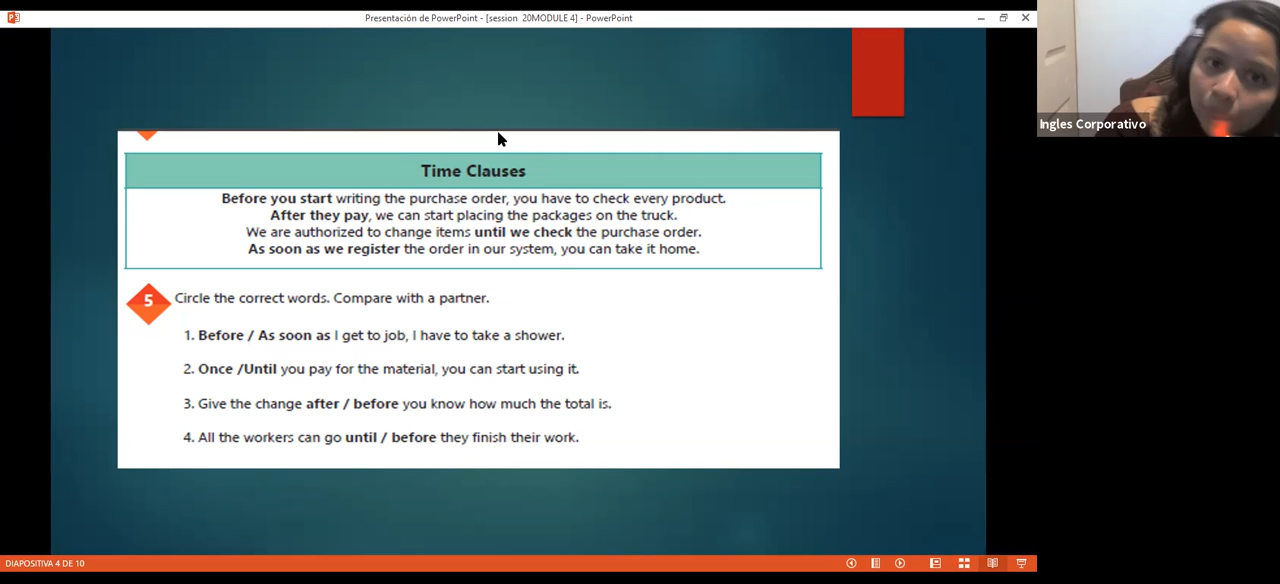 Presentación de PowerPoint - [session 20MODULE 4] - PowerPoint
Ingles Corporativo
Time Clauses
Before you start writing the purchase order, you have to check every product.
After they pay, we can start placing the packages on the truck.
We are authorized to change items until we check the purchase order.
As soon as we register the order in our system, you can take it home.
5 Circle the correct words. Compare with a partner.
1. Before / As soon as I get to job, I have to take a shower.
2. Once /Until you pay for the material, you can start using it.
3. Give the change after / before you know how much the total is.
4. All the workers can go until / before they finish their work.
DIAPOSITIVA 4 DE 10